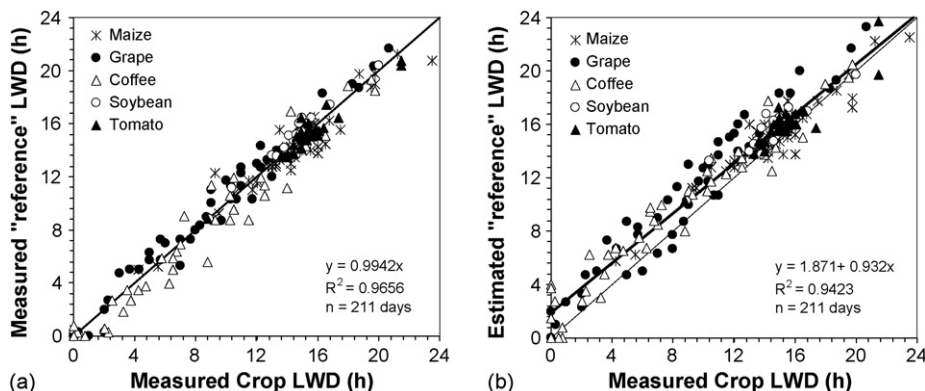 Measured "reference" LWD (h)
24
20
16
12
8
4
0
Maize
Grape
Coffee
Soybean
Tomato
y = 0.9942x
R² = 0.9656
n = 211 days
0 4 8 12 16 20 24
(a) Measured Crop LWD (h)
Estimated "reference" LWD (h)
24
20
16
12
8
4
0
Maize
Grape
Coffee
Soybean
Tomato
y = 1.871+ 0.932x
R² = 0.9423
n = 211 days
0 4 8 12 16 20 24
(b) Measured Crop LWD (h)